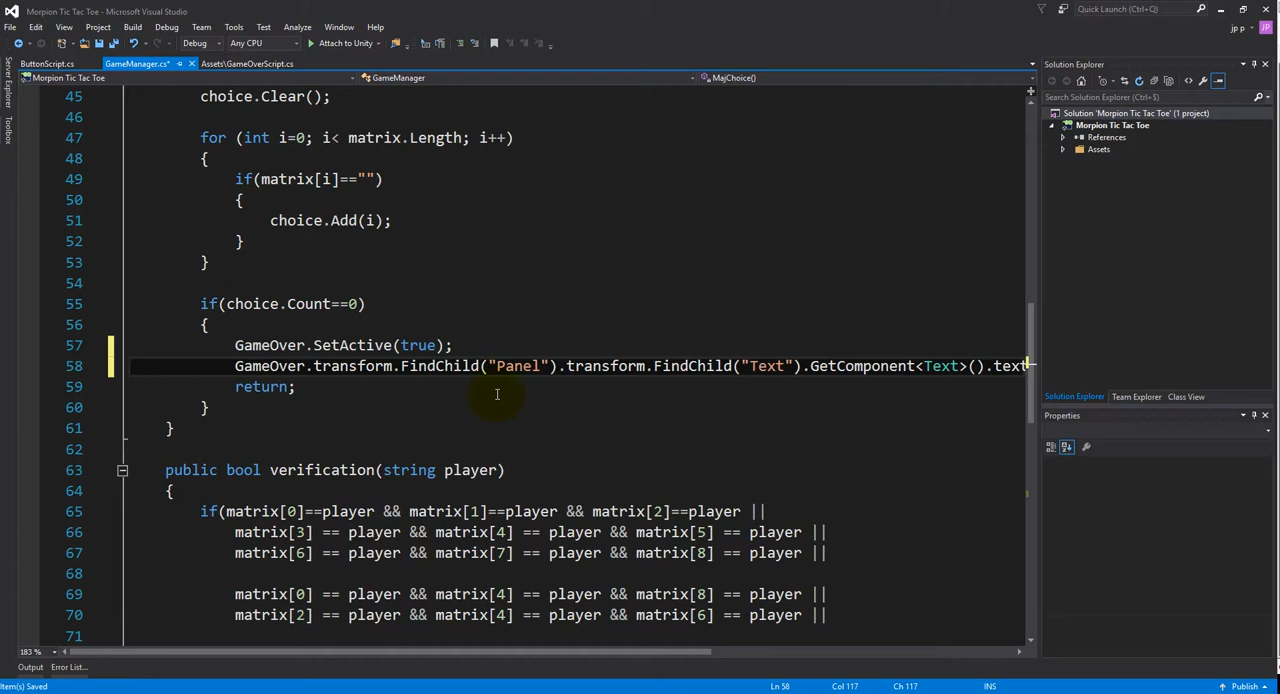 Morpion Tic Tac Toe - Microsoft Visual Studio
Quick Launch (Ctrl+Q)
File Edit View Project Build Debug Team Tools Test Analyze Window Help
jp p JP
Debug Any CPU Attach to Unity
ButtonScript.cs GameManager.cs* Assets\GameOverScript.cs
Morpion Tic Tac Toe GameManager MajChoice()
Server Explorer
Toolbox
45 choice.Clear();
46
47 for (int i=0; i< matrix.Length; i++)
48 {
49 if(matrix[i]=="")
50 {
51 choice.Add(i);
52 }
53 }
54
55 if(choice.Count==0)
56 {
57 GameOver.SetActive(true);
58 GameOver.transform.FindChild("Panel").transform.FindChild("Text").GetComponent<Text>().text
59 return;
60 }
61 }
62
63 public bool verification(string player)
64 {
65 if(matrix[0]==player && matrix[1]==player && matrix[2]==player ||
66 matrix[3] == player && matrix[4] == player && matrix[5] == player ||
67 matrix[6] == player && matrix[7] == player && matrix[8] == player ||
68
69 matrix[0] == player && matrix[4] == player && matrix[8] == player ||
70 matrix[2] == player && matrix[4] == player && matrix[6] == player ||
71
183 %
Solution Explorer
Search Solution Explorer (Ctrl+$)
Solution 'Morpion Tic Tac Toe' (1 project)
Morpion Tic Tac Toe
References
Assets
Solution Explorer Team Explorer Class View
Properties
Output Error List...
Item(s) Saved Ln 58 Col 117 Ch 117 INS Publish